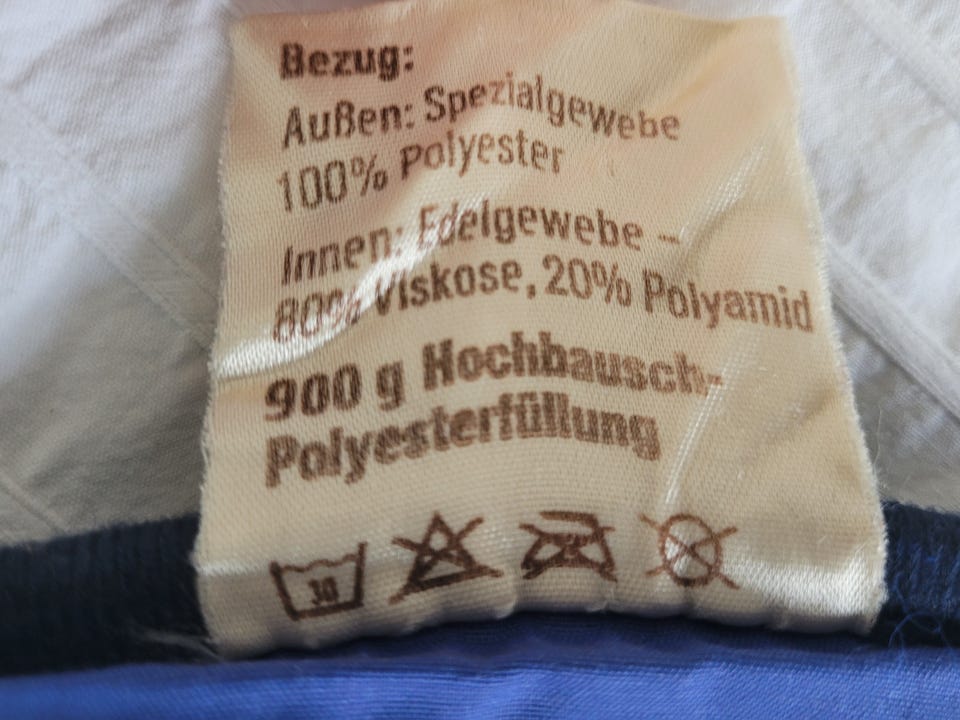 Bezug:
Außen: Spezialgewebe
100% Polyester
Innen: Edelgewebe –
80% Viskose, 20% Polyamid
900 g Hochbausch-
Polyesterfüllung
30